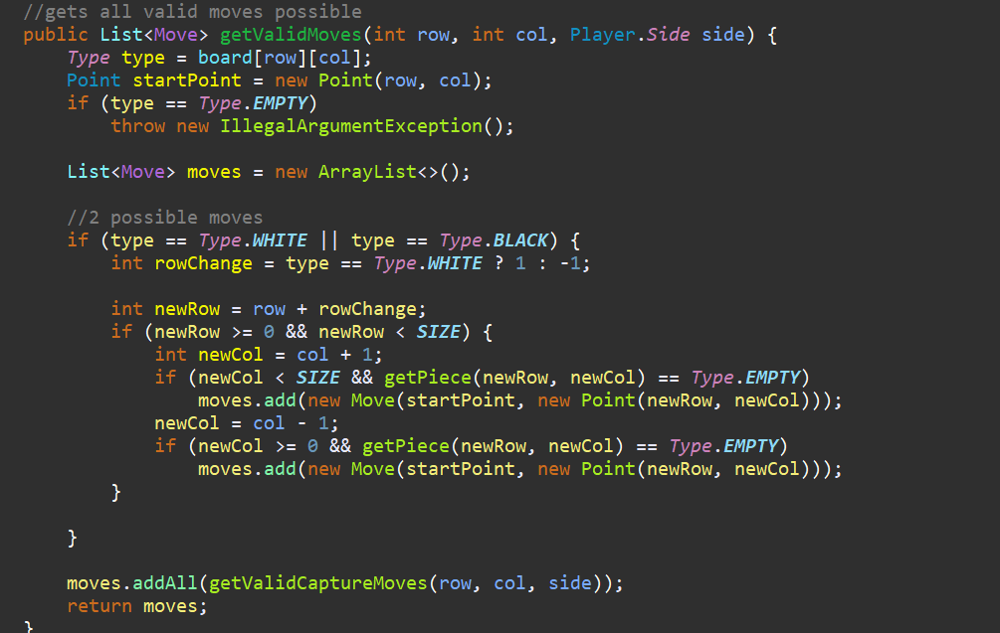 //gets all valid moves possible
public List<Move> getValidMoves(int row, int col, Player.Side side) {
    Type type = board[row][col];
    Point startPoint = new Point(row, col);
    if (type == Type.EMPTY)
        throw new IllegalArgumentException();

    List<Move> moves = new ArrayList<>();

    //2 possible moves
    if (type == Type.WHITE || type == Type.BLACK) {
        int rowChange = type == Type.WHITE ? 1 : -1;

        int newRow = row + rowChange;
        if (newRow >= 0 && newRow < SIZE) {
            int newCol = col + 1;
            if (newCol < SIZE && getPiece(newRow, newCol) == Type.EMPTY)
                moves.add(new Move(startPoint, new Point(newRow, newCol)));
            newCol = col - 1;
            if (newCol >= 0 && getPiece(newRow, newCol) == Type.EMPTY)
                moves.add(new Move(startPoint, new Point(newRow, newCol)));
        }

    }

    moves.addAll(getValidCaptureMoves(row, col, side));
    return moves;
}